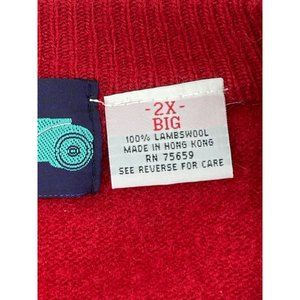 -2X-
BIG
100% LAMBSWOOL
MADE IN HONG KONG
RN 75659
SEE REVERSE FOR CARE